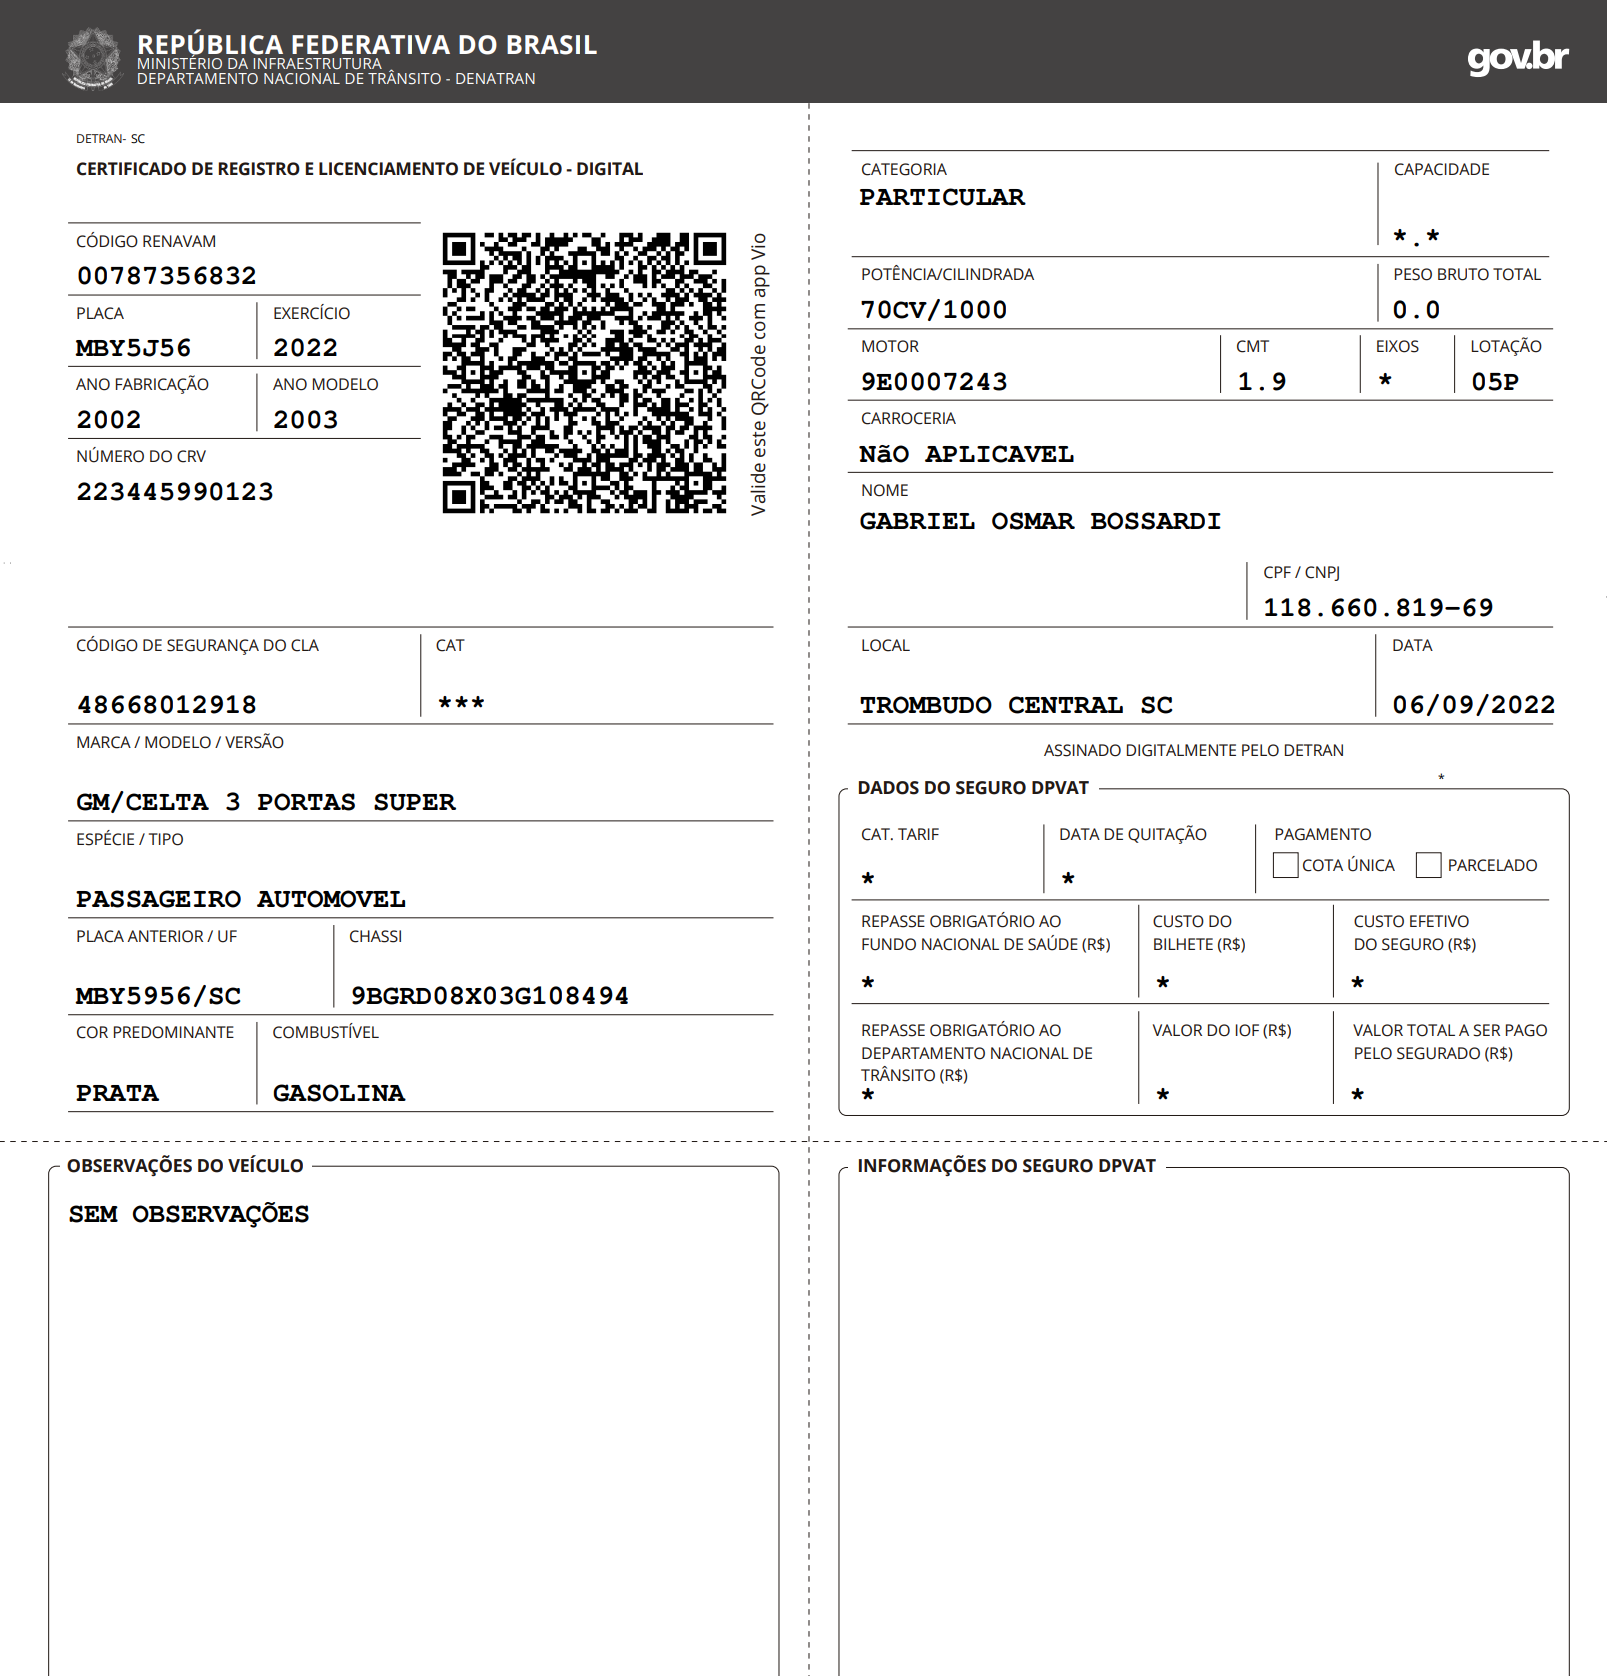 REPÚBLICA FEDERATIVA DO BRASIL
MINISTÉRIO DA INFRAESTRUTURA
DEPARTAMENTO NACIONAL DE TRÂNSITO - DENATRAN
gov.br
DETRAN- SC
CERTIFICADO DE REGISTRO E LICENCIAMENTO DE VEÍCULO - DIGITAL
CÓDIGO RENAVAM
00787356832
PLACA EXERCÍCIO
MBY5J56 2022
ANO FABRICAÇÃO ANO MODELO
2002 2003
NÚMERO DO CRV
223445990123
Valide este QRCode com app Vio
CÓDIGO DE SEGURANÇA DO CLA CAT
48668012918 ***
MARCA / MODELO / VERSÃO
GM/CELTA 3 PORTAS SUPER
ESPÉCIE / TIPO
PASSAGEIRO AUTOMOVEL
PLACA ANTERIOR / UF CHASSI
MBY5956/SC 9BGRD08X03G108494
COR PREDOMINANTE COMBUSTÍVEL
PRATA GASOLINA
CATEGORIA CAPACIDADE
PARTICULAR
*.*
POTÊNCIA/CILINDRADA PESO BRUTO TOTAL
70CV/1000 0.0
MOTOR CMT EIXOS LOTAÇÃO
9E0007243 1.9 * 05P
CARROCERIA
NãO APLICAVEL
NOME
GABRIEL OSMAR BOSSARDI
CPF / CNPJ
118.660.819-69
LOCAL DATA
TROMBUDO CENTRAL SC 06/09/2022
ASSINADO DIGITALMENTE PELO DETRAN
*
DADOS DO SEGURO DPVAT
CAT. TARIF DATA DE QUITAÇÃO PAGAMENTO
COTA ÚNICA PARCELADO
* *
REPASSE OBRIGATÓRIO AO CUSTO DO CUSTO EFETIVO
FUNDO NACIONAL DE SAÚDE (R$) BILHETE (R$) DO SEGURO (R$)
* * *
REPASSE OBRIGATÓRIO AO VALOR DO IOF (R$) VALOR TOTAL A SER PAGO
DEPARTAMENTO NACIONAL DE PELO SEGURADO (R$)
TRÂNSITO (R$)
* * *
OBSERVAÇÕES DO VEÍCULO
SEM OBSERVAÇÕES
INFORMAÇÕES DO SEGURO DPVAT